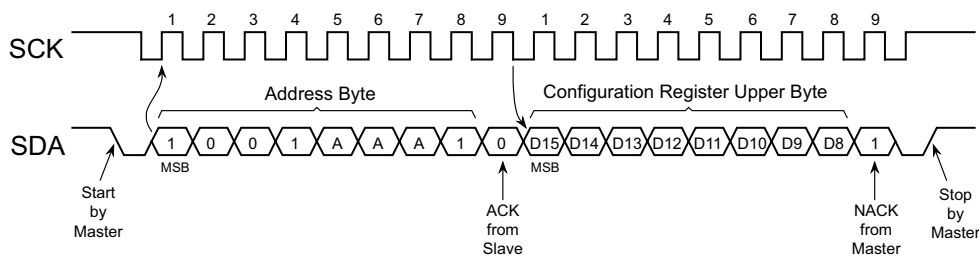 1 2 3 4 5 6 7 8 9 1 2 3 4 5 6 7 8 9
SCK
Address Byte Configuration Register Upper Byte
SDA 1 0 0 1 A A A 1 0 D15 D14 D13 D12 D11 D10 D9 D8 1
MSB MSB
Start
by
Master
ACK
from
Slave
NACK
from
Master
Stop
by
Master